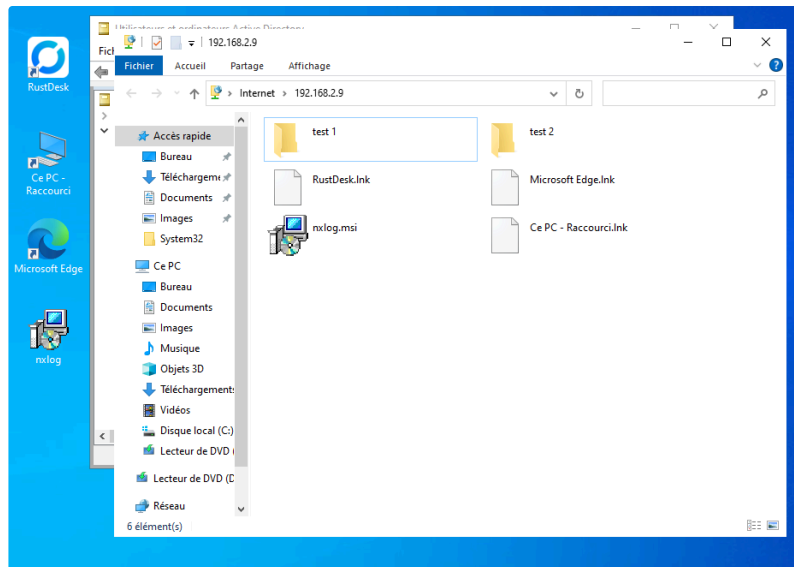 RustDesk
Ce PC -
Raccourci
Microsoft Edge
nxlog
Utilisateurs et ordinateurs Active Directory
Fich
192.168.2.9
Fichier
Accueil
Partage
Affichage
Internet > 192.168.2.9
Accès rapide
Bureau
Téléchargeme
Documents
Images
System32
Ce PC
Bureau
Documents
Images
Musique
Objets 3D
Téléchargements
Vidéos
Disque local (C:)
Lecteur de DVD (
Lecteur de DVD (D
Réseau
test 1
test 2
RustDesk.lnk
Microsoft Edge.lnk
nxlog.msi
Ce PC - Raccourci.lnk
6 élément(s)